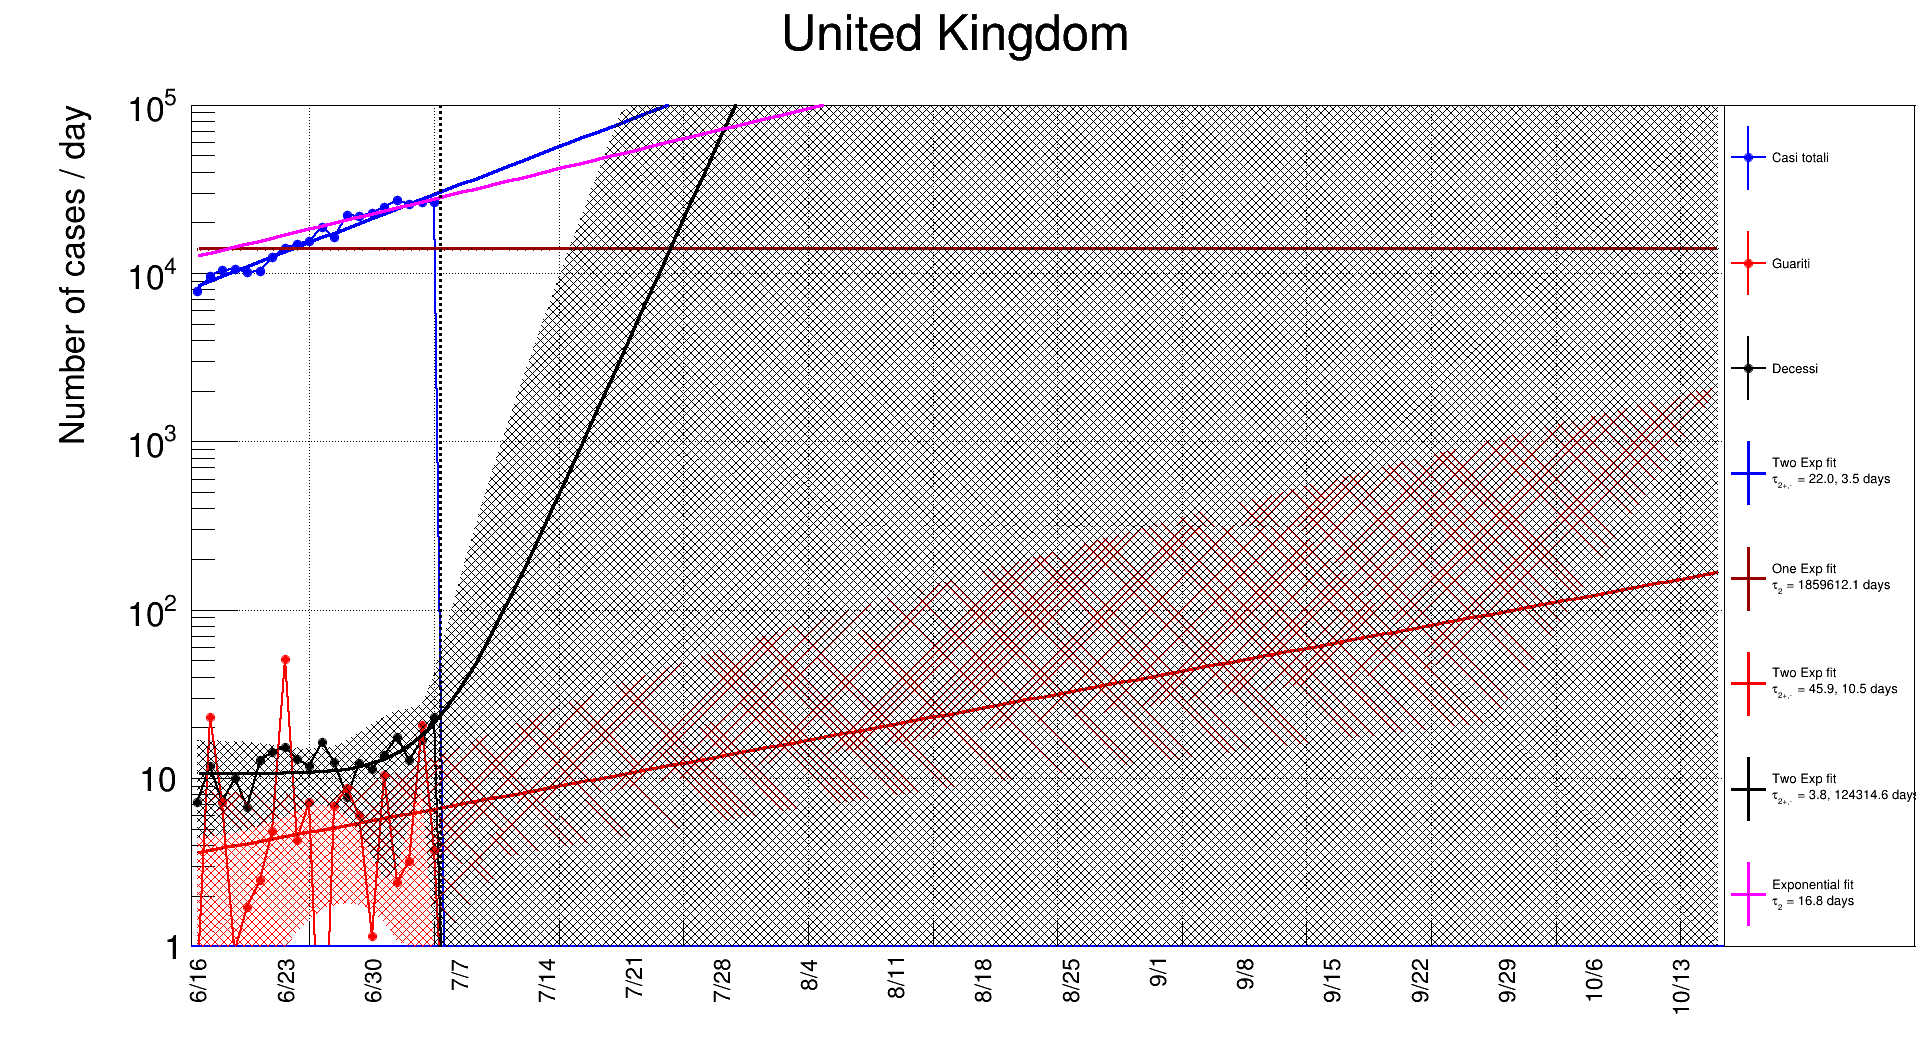 United Kingdom
Number of cases / day
10^5
10^4
10^3
10^2
10
1
6/16
6/23
6/30
7/7
7/14
7/21
7/28
8/4
8/11
8/18
8/25
9/1
9/8
9/15
9/22
9/29
10/6
10/13
Casi totali
Guariti
Decessi
Two Exp fit
τ2+,- = 22.0, 3.5 days
One Exp fit
τ2 = 1859612.1 days
Two Exp fit
τ2+,- = 45.9, 10.5 days
Two Exp fit
τ2+,- = 3.8, 124314.6 days
Exponential fit
τ2 = 16.8 days